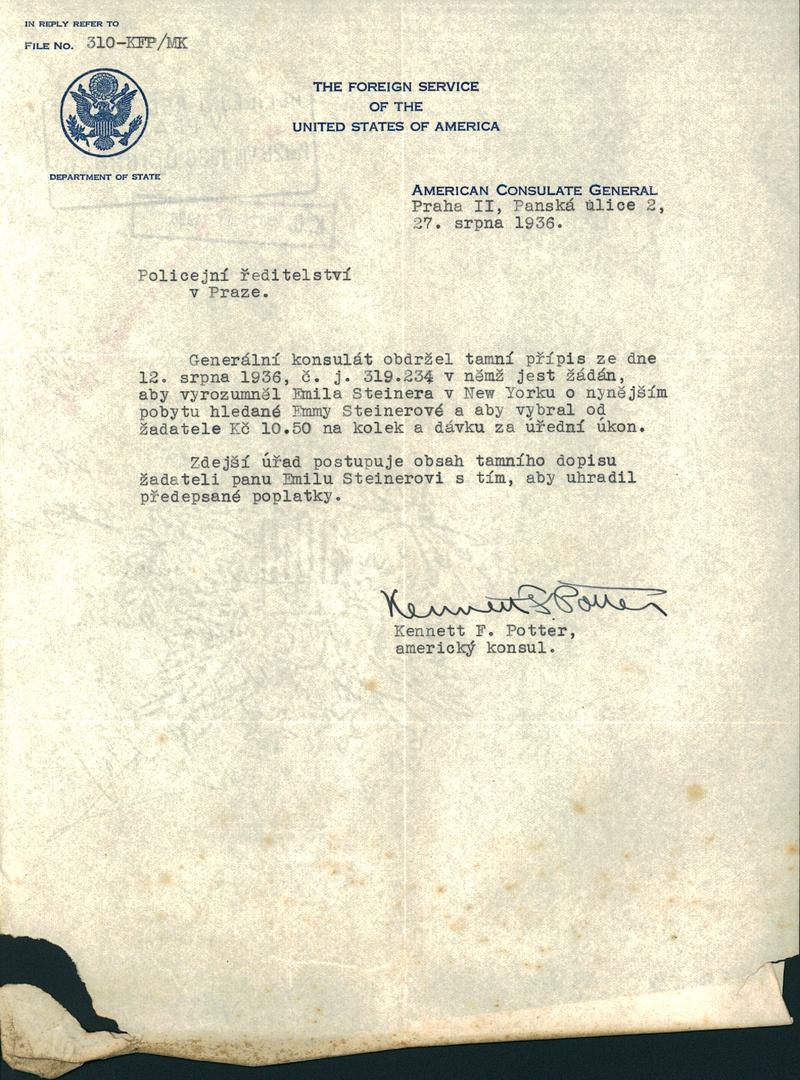 IN REPLY REFER TO
FILE No. 310-KFP/MK
THE FOREIGN SERVICE
OF THE
UNITED STATES OF AMERICA
DEPARTMENT OF STATE
AMERICAN CONSULATE GENERAL
Praha II, Panská ulice 2,
27. srpna 1936.
Policejní ředitelství
v Praze.
Generální konsulát obdržel tamní přípis ze dne
12. srpna 1936, č. j. 319.234 v němž jest žádán,
aby vyrozuměl Emila Steinera v New Yorku o nynějším
pobytu hledané Emmy Steinerové a aby vybral od
žadatele Kč 10.50 na kolek a dávku za úřední úkon.
Zdejší úřad postupuje obsah tamního dopisu
žadateli panu Emilu Steinerovi s tím, aby uhradil
předepsané poplatky.
Kennett F. Potter
Kennett F. Potter,
americký konsul.